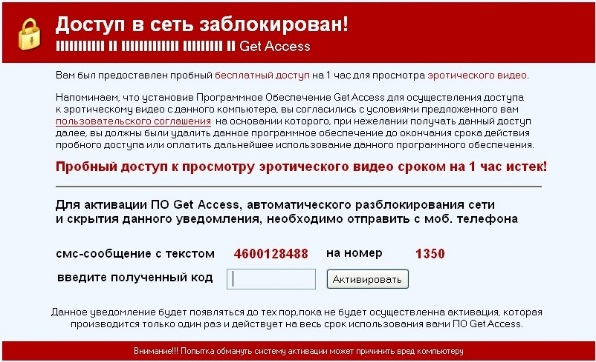 Доступ в сеть заблокирован!
Get Access
Вам был предоставлен пробный бесплатный доступ на 1 час для просмотра эротического видео.
Напоминаем, что установив Программное Обеспечение Get Access для осуществления доступа
к эротическому видео с данного компьютера, вы согласились с условиями предложенного вам
пользовательского соглашения на основании которого, при нежелании получать данный доступ
далее, вы должны были удалить данное программное обеспечение до окончания срока действия
пробного доступа или оплатить дальнейшее использование данного программного обеспечения.
Пробный доступ к просмотру эротического видео сроком на 1 час истек!
Для активации ПО Get Access, автоматического разблокирования сети
и скрытия данного уведомления, необходимо отправить с моб. телефона
смс-сообщение с текстом 4600128488 на номер 1350
введите полученный код Активировать
Данное уведомление будет появляться до тех пор,пока не будет осуществленна активация, которая
производится только один раз и действует на весь срок использования вами ПО Get Access.
Внимание!!! Попытка обмануть систему активации может причинить вред компьютеру